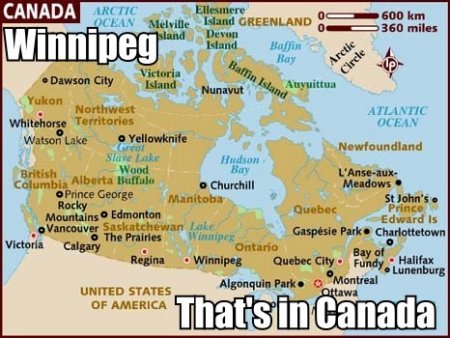 CANADA
ARCTIC
OCEAN
Ellesmere
Island
GREENLAND
0 600 km
0 360 miles
Winnipeg
Melville
Island
Devon
Island
Baffin
Bay
Arctic
Circle
LP
Victoria
Island
Baffin Island
Auyuittua
Dawson City
Yukon
Northwest
Territories
Nunavut
ATLANTIC
OCEAN
Whitehorse
Watson Lake
Yellowknife
Great
Slave Lake
Hudson
Bay
Newfoundland
British
Columbia
Alberta
Wood
Buffalo
Churchill
L'Anse-aux-
Meadows
Prince George
Manitoba
St John's
Rocky
Mountains
Edmonton
Quebec
Prince
Edward Is
Saskatchewan
Lake
Winnipeg
Gaspésie Park
Charlottetown
Vancouver
The Prairies
Ontario
Victoria
Calgary
Regina
Winnipeg
Quebec City
Bay of
Fundy
Halifax
Lunenburg
Algonquin Park
Montreal
Ottawa
UNITED STATES
OF AMERICA
That's in Canada